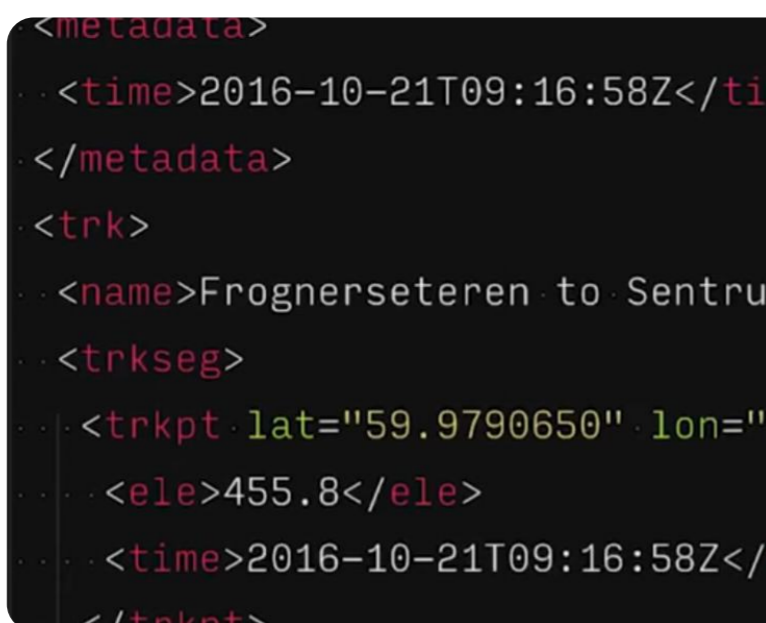 <metadata>
<time>2016-10-21T09:16:58Z</ti
</metadata>
<trk>
<name>Frognerseteren to Sentru
<trkseg>
<trkpt lat="59.9790650" lon="
<ele>455.8</ele>
<time>2016-10-21T09:16:58Z</
</trkpt>